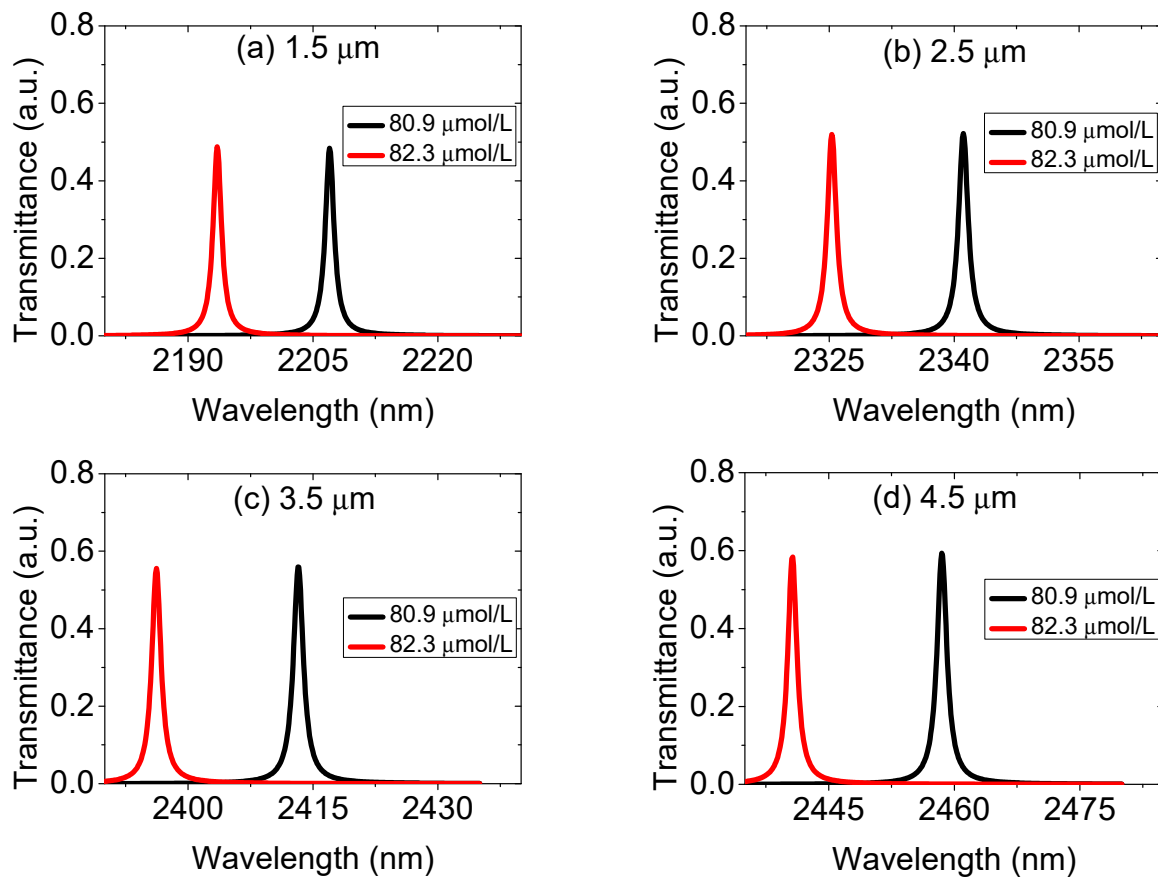 (a) 1.5 μm
80.9 μmol/L
82.3 μmol/L
Transmittance (a.u.)
0.8
0.6
0.4
0.2
0.0
2190
2205
2220
Wavelength (nm)
(b) 2.5 μm
80.9 μmol/L
82.3 μmol/L
Transmittance (a.u.)
0.8
0.6
0.4
0.2
0.0
2325
2340
2355
Wavelength (nm)
(c) 3.5 μm
80.9 μmol/L
82.3 μmol/L
Transmittance (a.u.)
0.8
0.6
0.4
0.2
0.0
2400
2415
2430
Wavelength (nm)
(d) 4.5 μm
80.9 μmol/L
82.3 μmol/L
Transmittance (a.u.)
0.8
0.6
0.4
0.2
0.0
2445
2460
2475
Wavelength (nm)